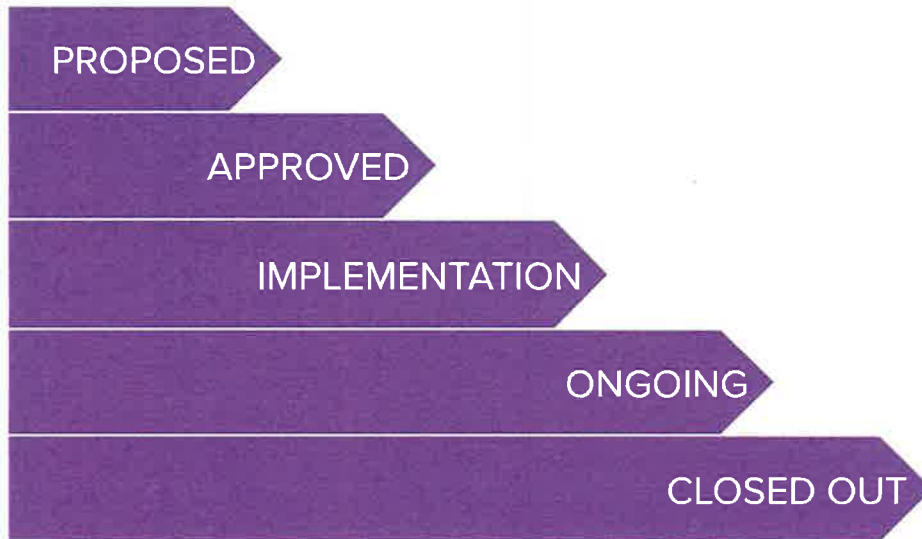 PROPOSED
APPROVED
IMPLEMENTATION
ONGOING
CLOSED OUT